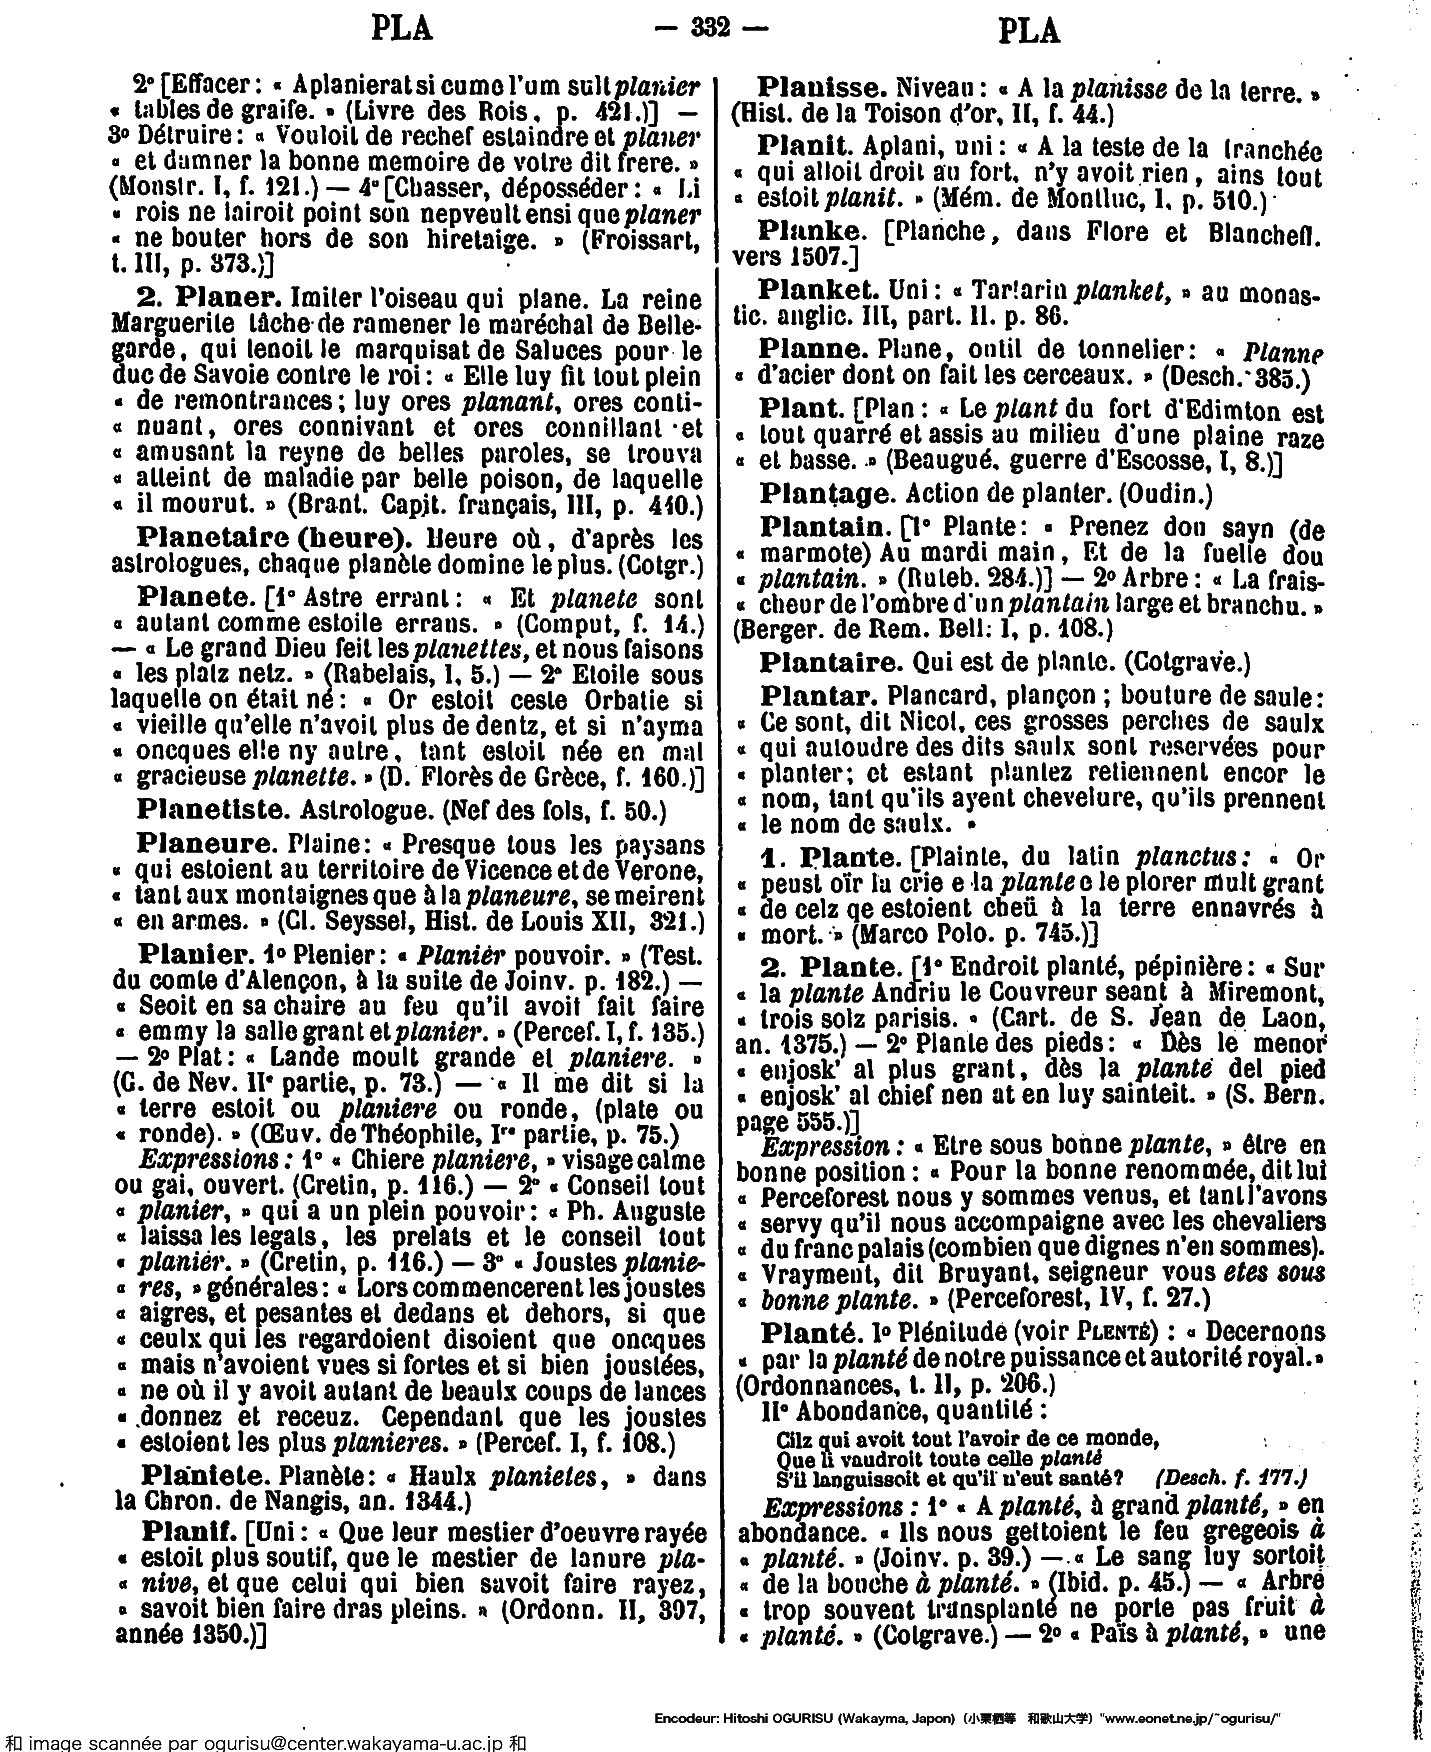 PLA — 332 — PLA
2° [Effacer : « Aplanierat si cume l'um sult planier
« tables de graife. » (Livre des Rois, p. 421.)] —
3° Détruire : « Vouloit de rechef estaindre et planer
« et damner la bonne memoire de votre dit frere. »
(Monstr. I, f. 121.) — 4° [Chasser, déposséder : « Li
« rois ne lairoit point son nepveult ensi que planer
« ne bouter hors de son hiretaige. » (Froissart,
t. III, p. 373.)]
2. Planer. Imiter l'oiseau qui plane. La reine
Marguerite tâche de ramener le maréchal de Belle-
garde, qui tenoit le marquisat de Saluces pour le
duc de Savoie contre le roi : « Elle luy fit tout plein
« de remontrances ; luy ores planant, ores conti-
« nuant, ores connivant et ores connillant et
« amusant la reyne de belles paroles, se trouva
« atteint de maladie par belle poison, de laquelle
« il mourut. » (Brant. Capit. français, III, p. 410.)
Planetaire (heure). Heure où, d'après les
astrologues, chaque planète domine le plus. (Cotgr.)
Planete. [1° Astre errant : « Et planete sont
« autant comme estoile errans. » (Comput, f. 14.)
— « Le grand Dieu feit les planettes, et nous faisons
« les platz netz. » (Rabelais, I, 5.) — 2° Etoile sous
laquelle on était né : « Or estoit ceste Orbatie si
« vieille qu'elle n'avoit plus de dentz, et si n'ayma
« oncques elle ny autre, tant estoit née en mal
« gracieuse planette. » (D. Florès de Grèce, f. 160.)]
Planetiste. Astrologue. (Nef des fols, f. 50.)
Planeure. Plaine : « Presque tous les paysans
« qui estoient au territoire de Vicence et de Verone,
« tant aux montaignes que à la planeure, se meirent
« en armes. » (Cl. Seyssel, Hist. de Louis XII, 321.)
Planier. 1° Plenier : « Planier pouvoir. » (Test.
du comte d'Alençon, à la suite de Joinv. p. 182.) —
« Seoit en sa chaire au feu qu'il avoit fait faire
« emmy la salle grant et planier. » (Percef. I, f. 135.)
— 2° Plat : « Lande moult grande et planiere. »
(G. de Nev. II° partie, p. 73.) — « Il me dit si la
« terre estoit ou planiere ou ronde, (plate ou
« ronde). » (Œuv. de Théophile, Iʳᵉ partie, p. 75.)
Expressions : 1° « Chiere planiere, » visage calme
ou gai, ouvert. (Cretin, p. 116.) — 2° « Conseil tout
« planier, » qui a un plein pouvoir : « Ph. Auguste
« laissa les legats, les prelats et le conseil tout
« planier. » (Cretin, p. 116.) — 3° « Joustes planie-
« res, » générales : « Lors commencerent les joustes
« aigres, et pesantes et dedans et dehors, si que
« ceulx qui les regardoient disoient que oncques
« mais n'avoient vues si fortes et si bien joustées,
« ne où il y avoit autant de beaulx coups de lances
« donnez et receuz. Cependant que les joustes
« estoient les plus planieres. » (Percef. I, f. 108.)
Planiete. Planète : « Haulx planietes, » dans
la Chron. de Nangis, an. 1344.)
Planif. [Uni : « Que leur mestier d'oeuvre rayée
« estoit plus soutif, que le mestier de lanure pla-
« nive, et que celui qui bien savoit faire rayez,
« savoit bien faire dras pleins. » (Ordonn. II, 397,
année 1350.)]
Planisse. Niveau : « A la planisse de la terre. »
(Hist. de la Toison d'or, II, f. 44.)
Planit. Aplani, uni : « A la teste de la tranchée
« qui alloit droit au fort, n'y avoit rien, ains tout
« estoit planit. » (Mém. de Montluc, I, p. 510.)
Planke. [Planche, dans Flore et Blanchefl.
vers 1507.]
Planket. Uni : « Tartarin planket, » au monas-
tic. anglic. III, part. II. p. 86.
Planne. Plane, outil de tonnelier : « Planne
« d'acier dont on fait les cerceaux. » (Desch. 385.)
Plant. [Plan : « Le plant du fort d'Edimton est
« tout quarré et assis au milieu d'une plaine raze
« et basse. » (Beaugué, guerre d'Escosse, I, 8.)]
Plantage. Action de planter. (Oudin.)
Plantain. [1° Plante : « Prenez dou sayn (de
« marmote) Au mardi main, Et de la fuelle dou
« plantain. » (Ruteb. 284.)] — 2° Arbre : « La frais-
« cheur de l'ombre d'un plantain large et branchu. »
(Berger. de Rem. Bell : I, p. 108.)
Plantaire. Qui est de plante. (Cotgrave.)
Plantar. Plancard, plançon ; bouture de saule :
« Ce sont, dit Nicot, ces grosses perches de saulx
« qui autoudre des dits saulx sont reservées pour
« planter ; et estant plantez retiennent encor le
« nom, tant qu'ils ayent chevelure, qu'ils prennent
« le nom de saulx. »
1. Plante. [Plainte, du latin planctus : « Or
« peust oïr la crie e la plante e le plorer mult grant
« de celz qe estoient cheü à la terre ennavrés à
« mort. » (Marco Polo. p. 745.)]
2. Plante. [1° Endroit planté, pépinière : « Sur
« la plante Andriu le Couvreur seant à Miremont,
« trois solz parisis. » (Cart. de S. Jean de Laon,
an. 1375.) — 2° Plante des pieds : « Dès le menor
« enjosk' al plus grant, dès la planté del pied
« enjosk' al chief nen at en luy sainteit. » (S. Bern.
page 555.)]
Expression : « Etre sous bonne plante, » être en
bonne position : « Pour la bonne renommée, dit lui
« Perceforest nous y sommes venus, et tant l'avons
« servy qu'il nous accompaigne avec les chevaliers
« du franc palais (combien que dignes n'en sommes).
« Vrayment, dit Bruyant, seigneur vous etes sous
« bonne plante. » (Perceforest, IV, f. 27.)
Planté. I° Plénitude (voir PLENTÉ) : « Decernons
« par la planté de notre puissance et autorité royal. »
(Ordonnances, t. II, p. 206.)
II° Abondance, quantité :
Cilz qui avoit tout l'avoir de ce monde,
Que li vaudroit toute celle planté
S'il languissoit et qu'il n'eut santé? (Desch. f. 177.)
Expressions : 1° « A planté, à grand planté, » en
abondance. « Ils nous gettoient le feu gregeois à
« planté. » (Joinv. p. 39.) — « Le sang luy sortoit
« de la bouche à planté. » (Ibid. p. 45.) — « Arbre
« trop souvent transplanté ne porte pas fruit à
« planté. » (Cotgrave.) — 2° « Païs à planté, » une
Encodeur: Hitoshi OGURISU (Wakayma, Japon) (小栗栖等 和歌山大学) "www.eonet.ne.jp/~ogurisu/"
和 image scannée par ogurisu@center.wakayama-u.ac.jp 和